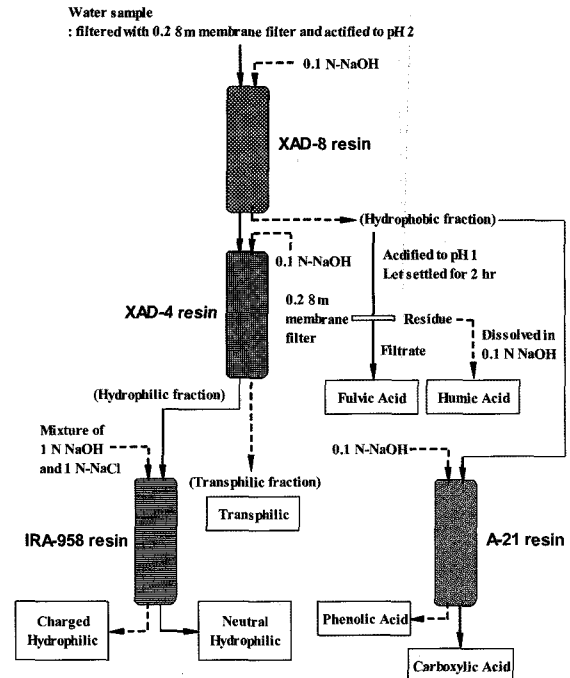 Water sample
: filtered with 0.2 8m membrane filter and actified to pH 2
0.1 N-NaOH
XAD-8 resin
(Hydrophobic fraction)
0.1 N-NaOH
Acdified to pH 1
Let settled for 2 hr
XAD-4 resin
0.2 8m
membrane
filter
Residue
Dissolved in
0.1 N NaOH
Filtrate
(Hydrophilic fraction)
Fulvic Acid
Humic Acid
Mixture of
1 N NaOH
and 1 N-NaCl
0.1 N-NaOH
(Transphilic fraction)
Transphilic
IRA-958 resin
A-21 resin
Charged
Hydrophilic
Neutral
Hydrophilic
Phenolic Acid
Carboxylic Acid